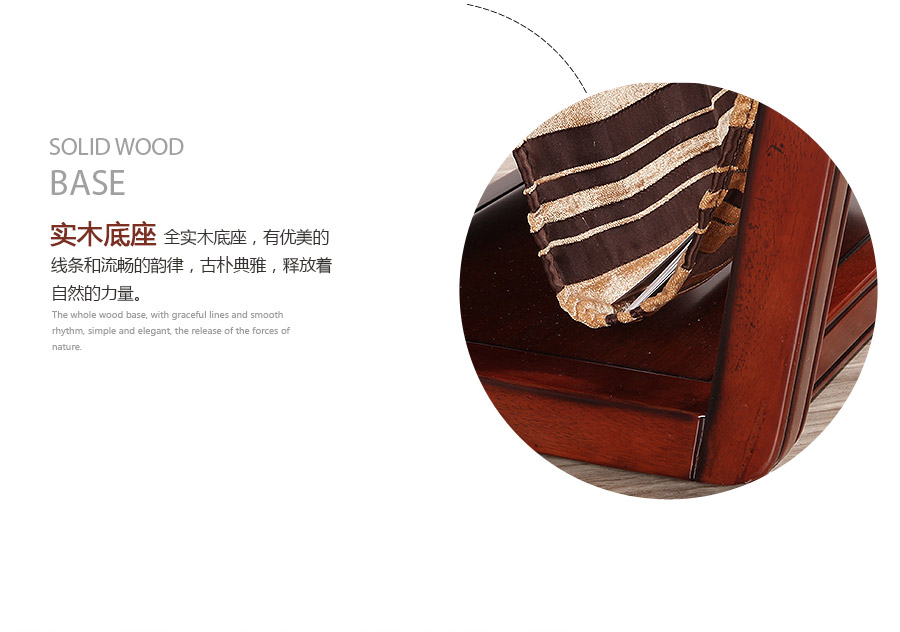 SOLID WOOD
BASE
实木底座 全实木底座，有优美的
线条和流畅的韵律，古朴典雅，释放着
自然的力量。
The whole wood base, with graceful lines and smooth
rhythm, simple and elegant, the release of the forces of
nature.